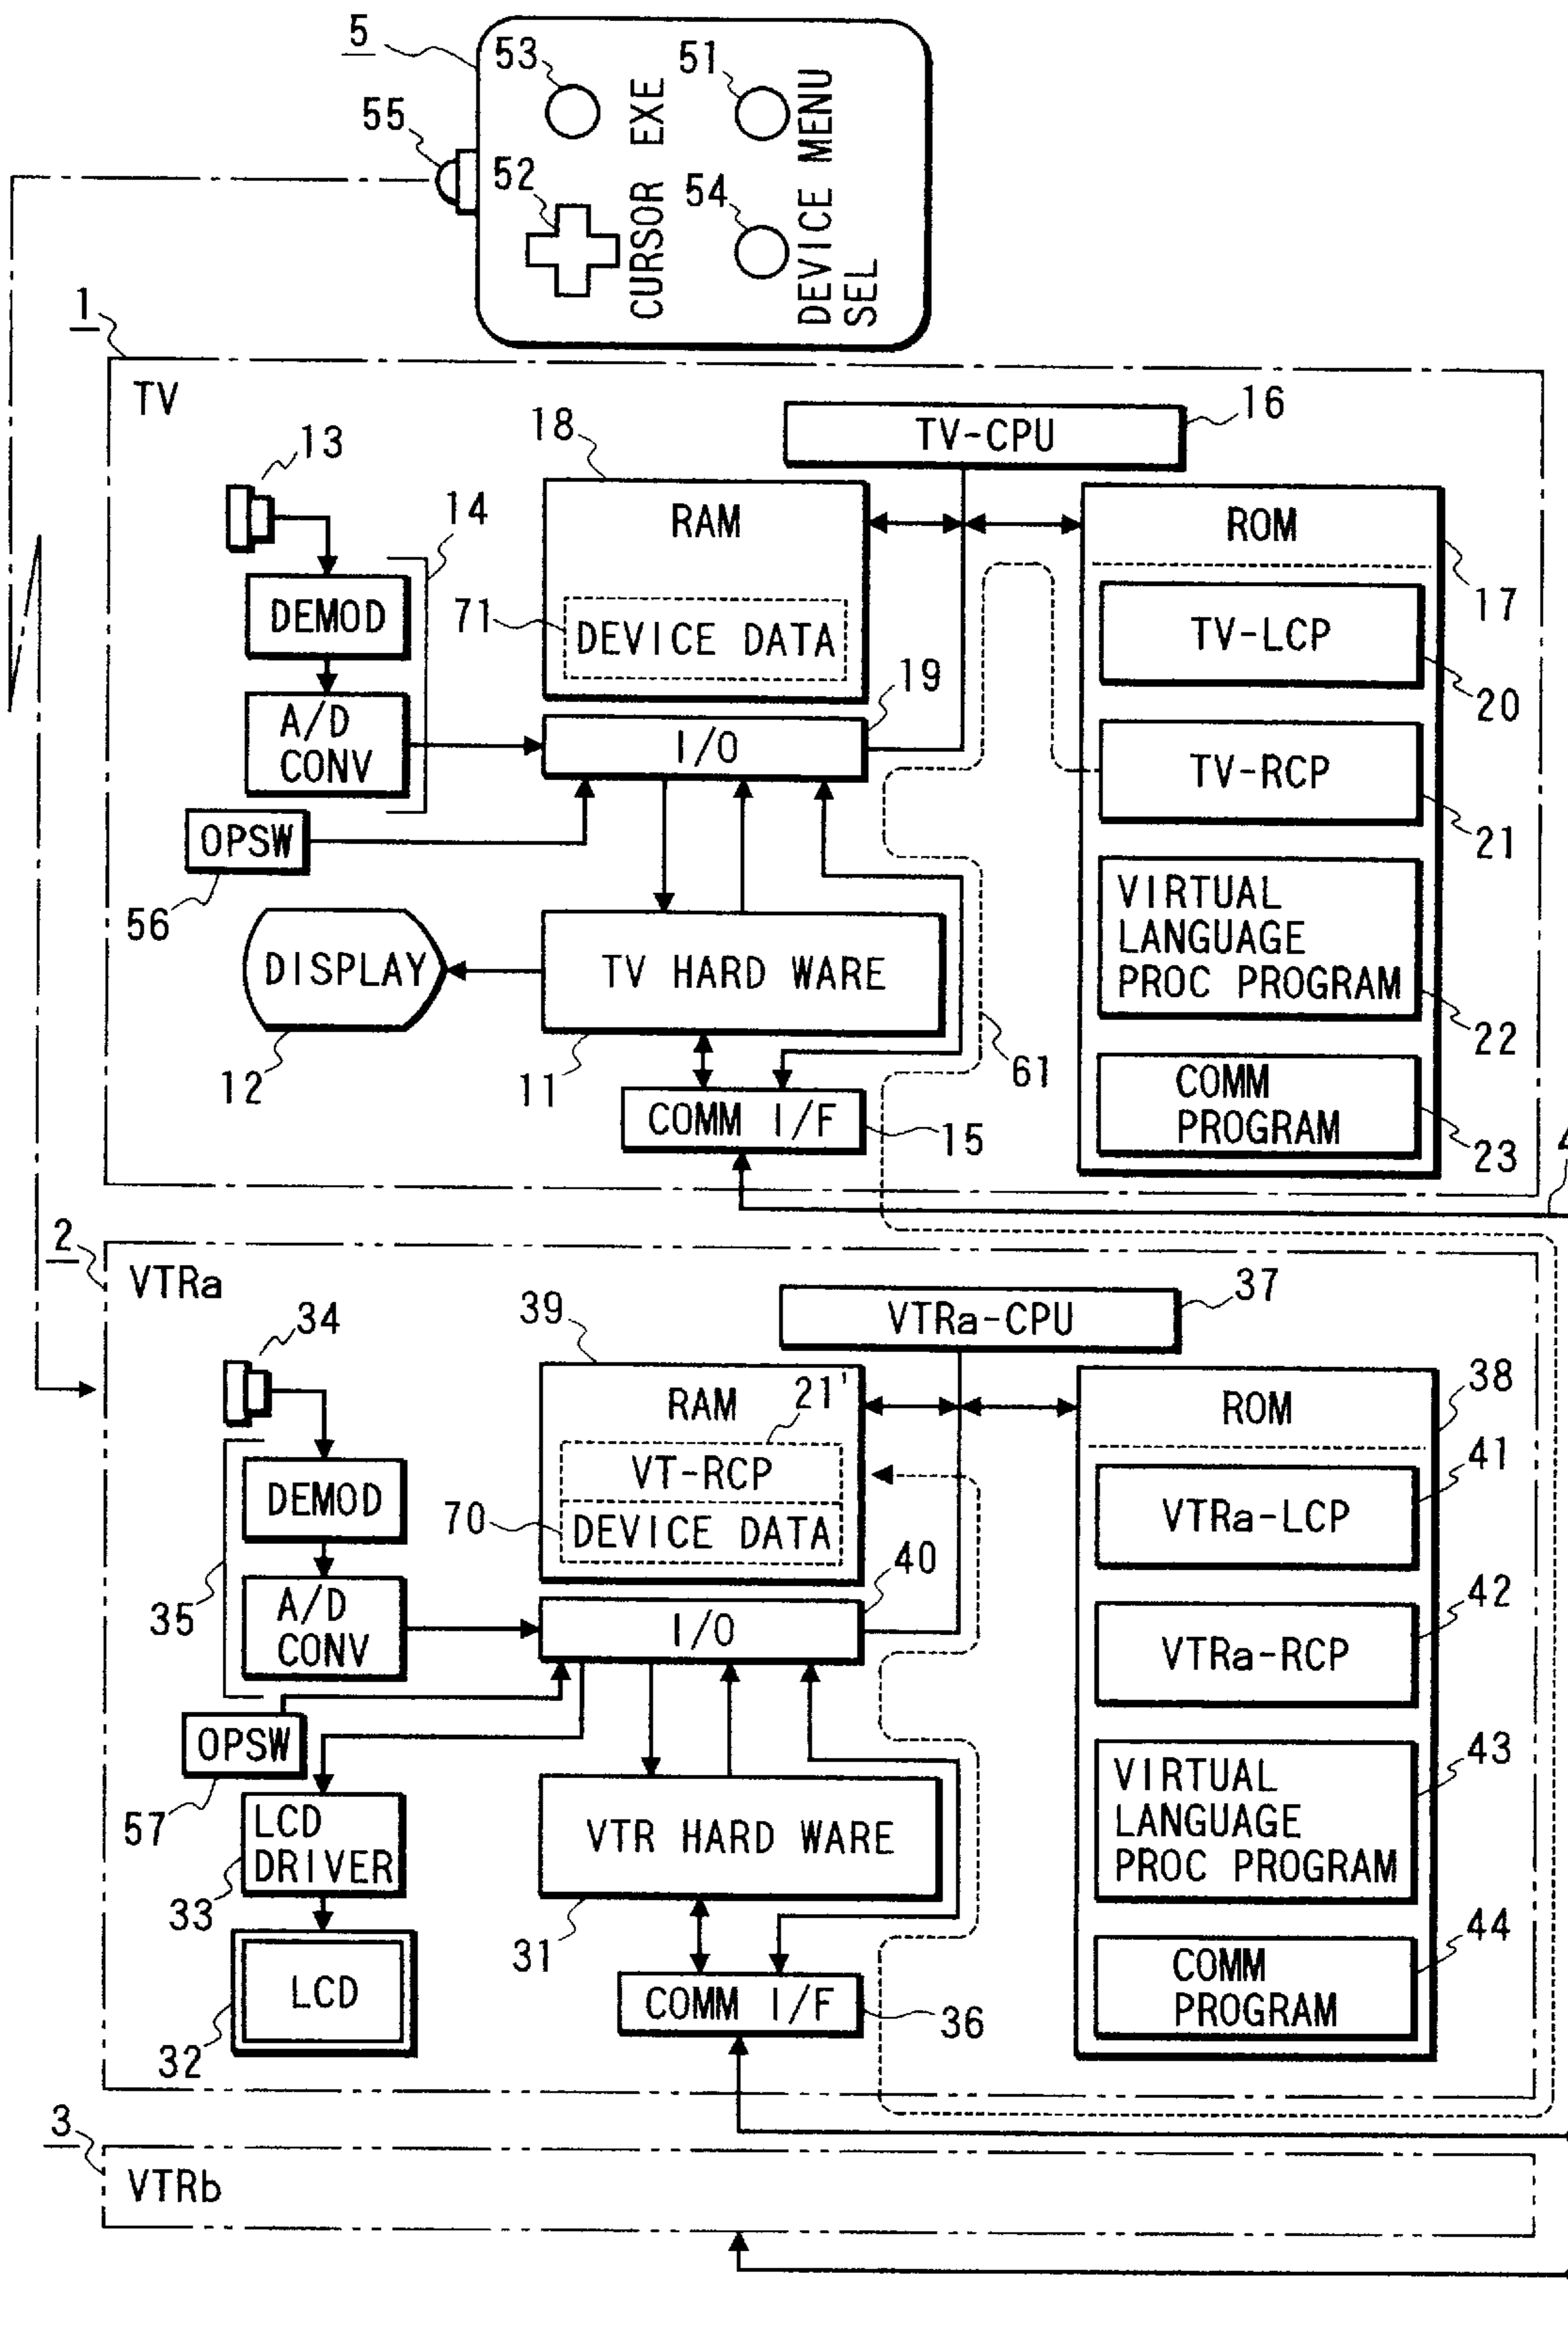 5
53
51
55
52
54
EXE
MENU
CURSOR
DEVICE
SEL
1
TV
16
TV-CPU
13
18
14
RAM
ROM
17
DEMOD
71
DEVICE DATA
TV-LCP
20
19
A/D
CONV
I/O
TV-RCP
21
OPSW
56
VIRTUAL
LANGUAGE
PROC PROGRAM
22
DISPLAY
TV HARD WARE
12
11
61
COMM I/F
15
COMM
PROGRAM
23
2
VTRa
37
VTRa-CPU
34
39
38
RAM
21'
ROM
41
VT-RCP
DEMOD
70
DEVICE DATA
VTRa-LCP
40
42
35
A/D
CONV
I/O
VTRa-RCP
OPSW
57
43
VIRTUAL
LANGUAGE
PROC PROGRAM
LCD
DRIVER
33
VTR HARD WARE
31
44
LCD
32
COMM I/F
36
COMM
PROGRAM
3
VTRb